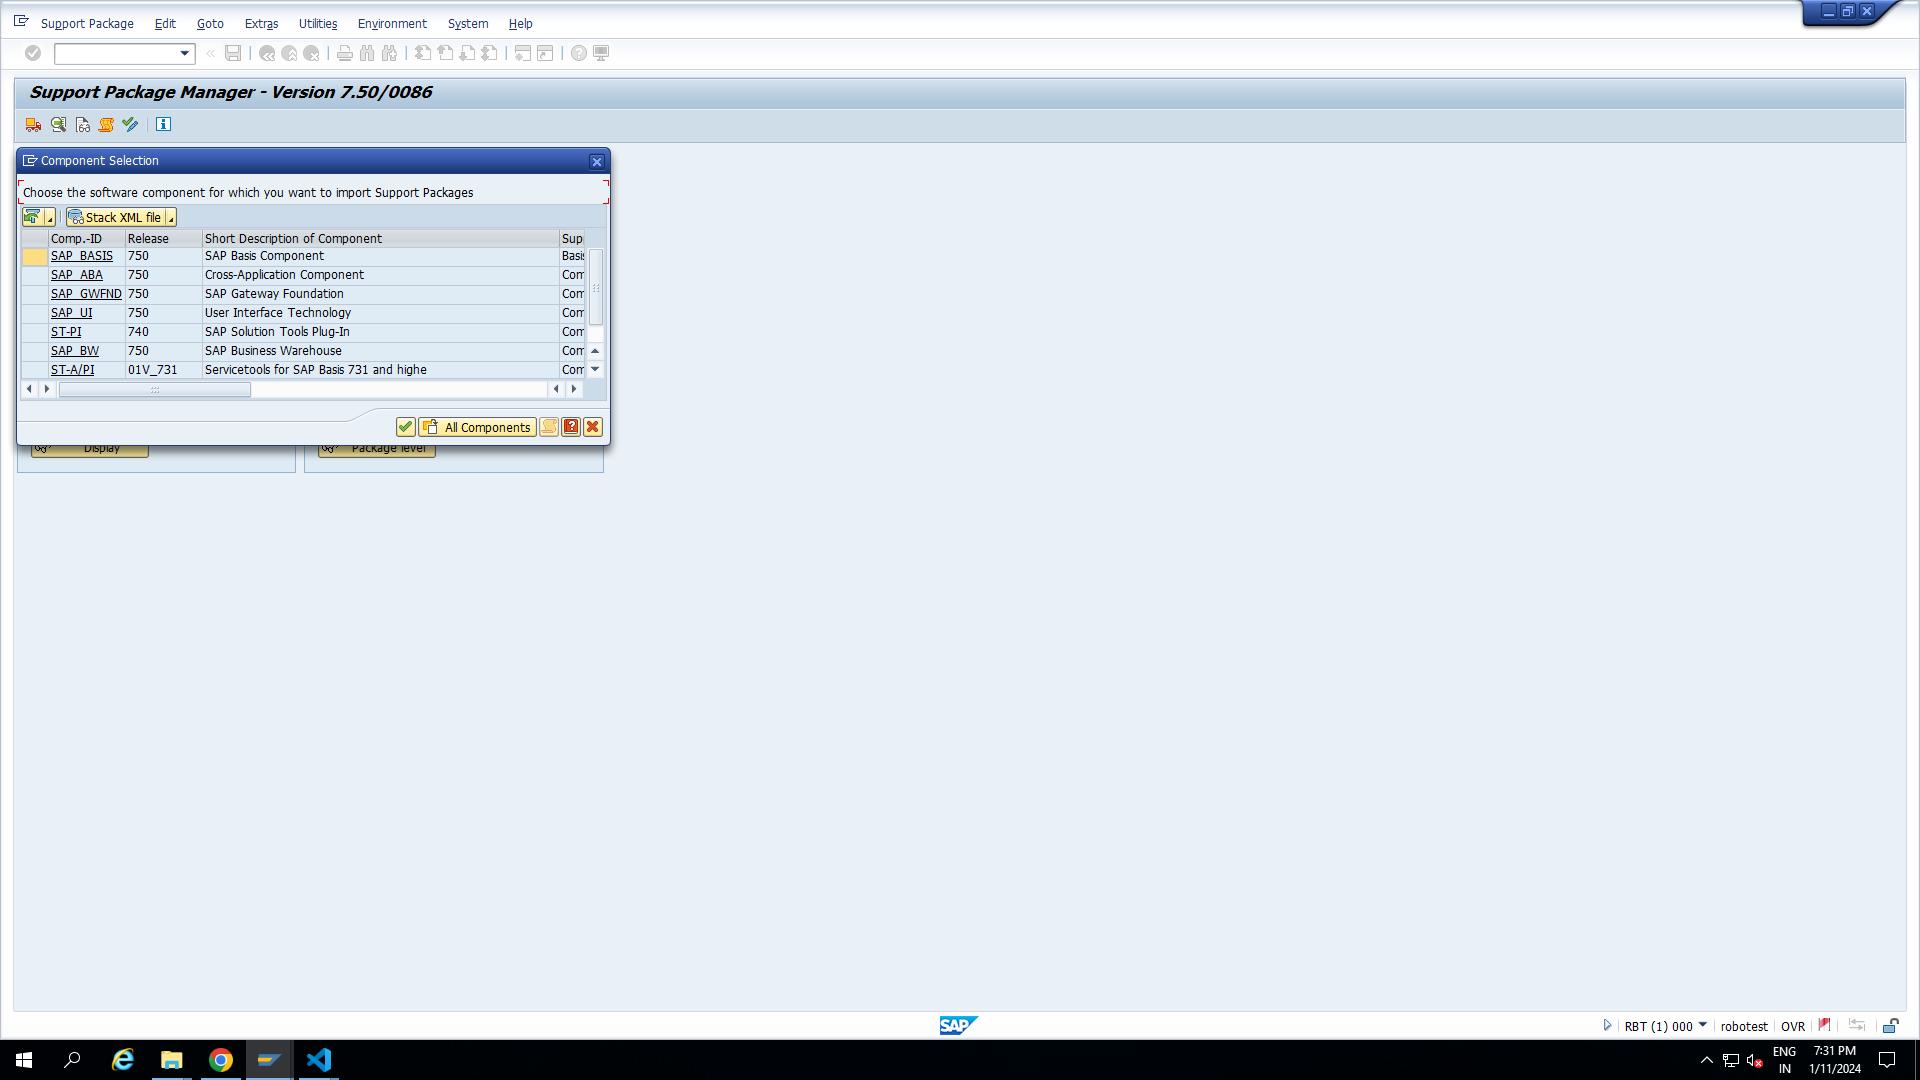 Support Package Edit Goto Extras Utilities Environment System Help
Support Package Manager - Version 7.50/0086
Component Selection
Choose the software component for which you want to import Support Packages
Stack XML file
Comp.-ID Release Short Description of Component Sup
SAP_BASIS 750 SAP Basis Component Basis
SAP_ABA 750 Cross-Application Component Com
SAP_GWFND 750 SAP Gateway Foundation Com
SAP_UI 750 User Interface Technology Com
ST-PI 740 SAP Solution Tools Plug-In Com
SAP_BW 750 SAP Business Warehouse Com
ST-A/PI 01V_731 Servicetools for SAP Basis 731 and highe Com
All Components
Display Package level
SAP
RBT (1) 000 robotest OVR
ENG 7:31 PM
IN 1/11/2024